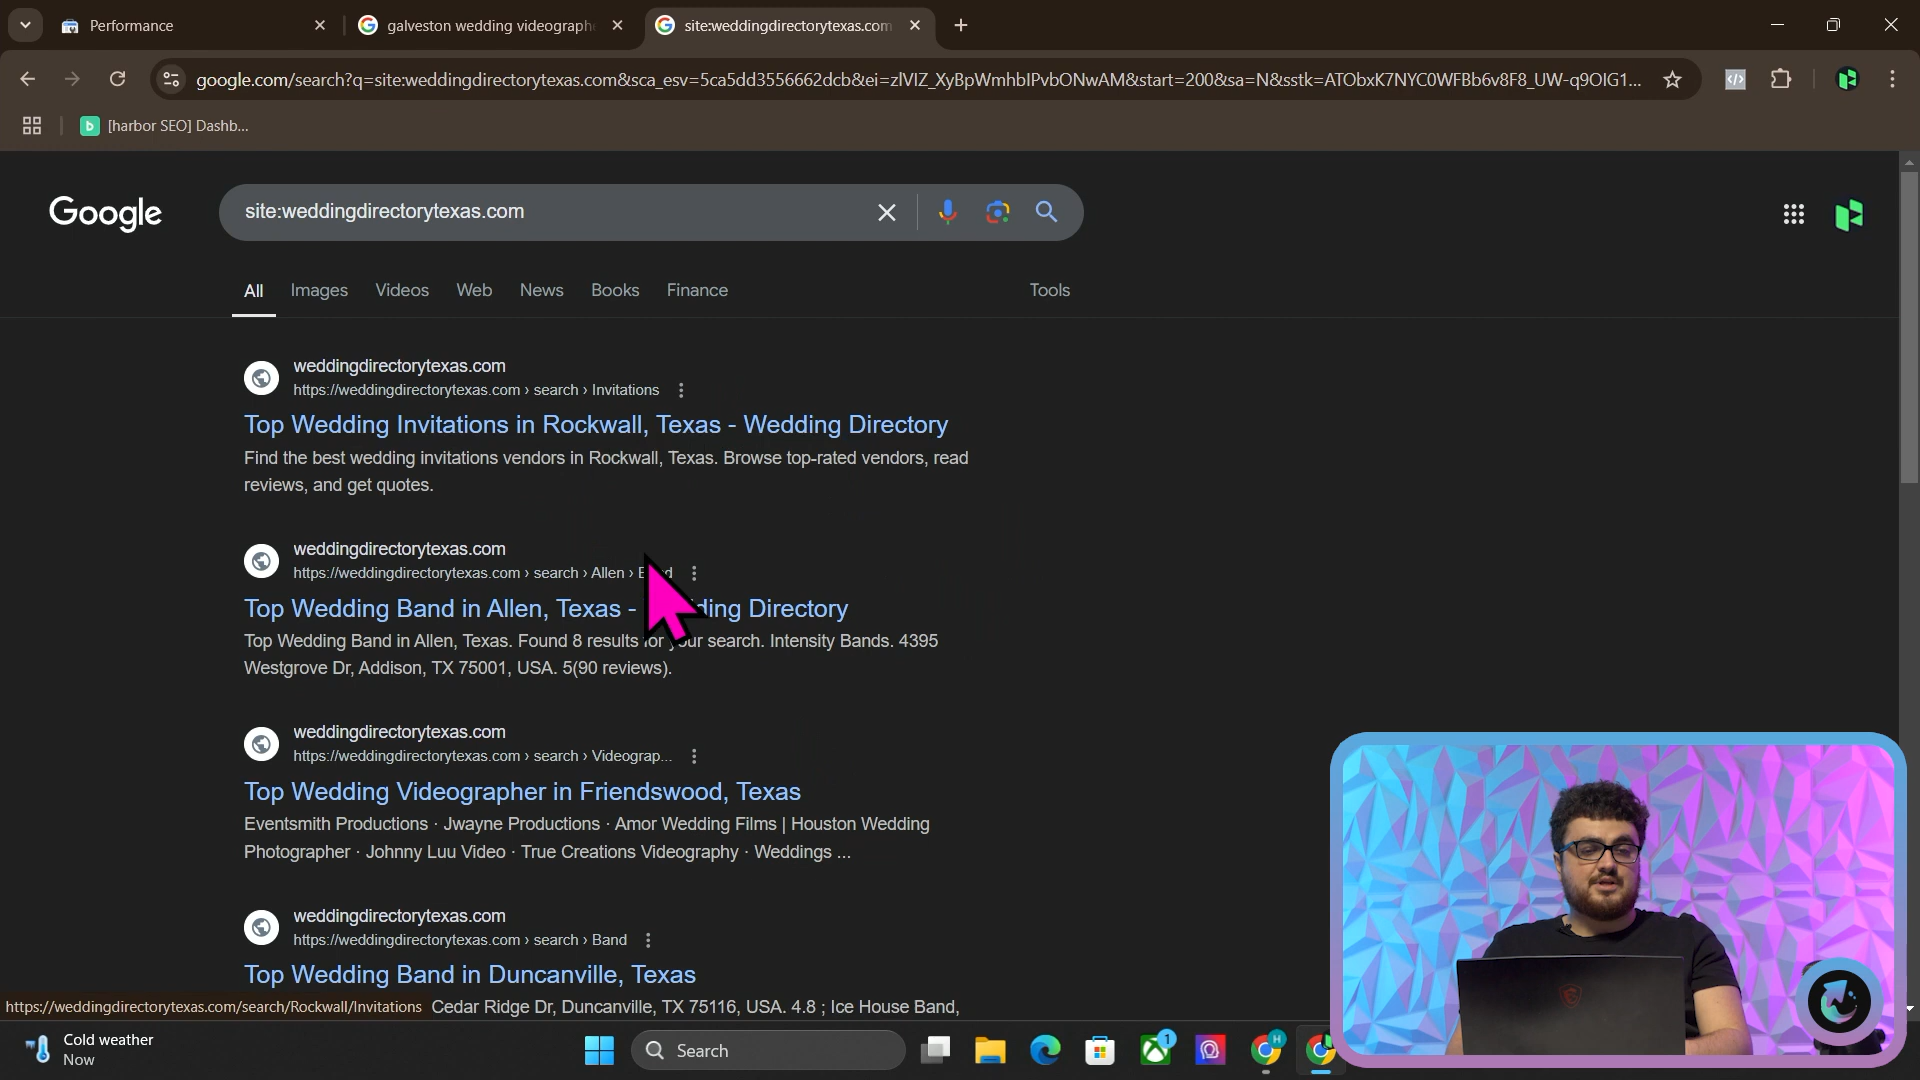 Performance
galveston wedding videograph
site:weddingdirectorytexas.com
google.com/search?q=site:weddingdirectorytexas.com&sca_esv=5ca5dd3556662dcb&ei=zlVIZ_XyBpWmhbIPvbONwAM&start=200&sa=N&sstk=ATObxK7NYC0WFBb6v8F8_UW-q9OIG1...
[harbor SEO] Dashb...
Google
site:weddingdirectorytexas.com
All Images Videos Web News Books Finance Tools
weddingdirectorytexas.com
https://weddingdirectorytexas.com › search › Invitations
Top Wedding Invitations in Rockwall, Texas - Wedding Directory
Find the best wedding invitations vendors in Rockwall, Texas. Browse top-rated vendors, read
reviews, and get quotes.
weddingdirectorytexas.com
https://weddingdirectorytexas.com › search › Allen ›
Top Wedding Band in Allen, Texas - Directory
Top Wedding Band in Allen, Texas. Found 8 results for your search. Intensity Bands. 4395
Westgrove Dr, Addison, TX 75001, USA. 5(90 reviews).
weddingdirectorytexas.com
https://weddingdirectorytexas.com › search › Videograp...
Top Wedding Videographer in Friendswood, Texas
Eventsmith Productions · Jwayne Productions · Amor Wedding Films | Houston Wedding
Photographer · Johnny Luu Video · True Creations Videography · Weddings ...
weddingdirectorytexas.com
https://weddingdirectorytexas.com › search › Band
Top Wedding Band in Duncanville, Texas
https://weddingdirectorytexas.com/search/Rockwall/Invitations
Cedar Ridge Dr, Duncanville, TX 75116, USA. 4.8 ; Ice House Band,
Cold weather
Now
Search
1
H